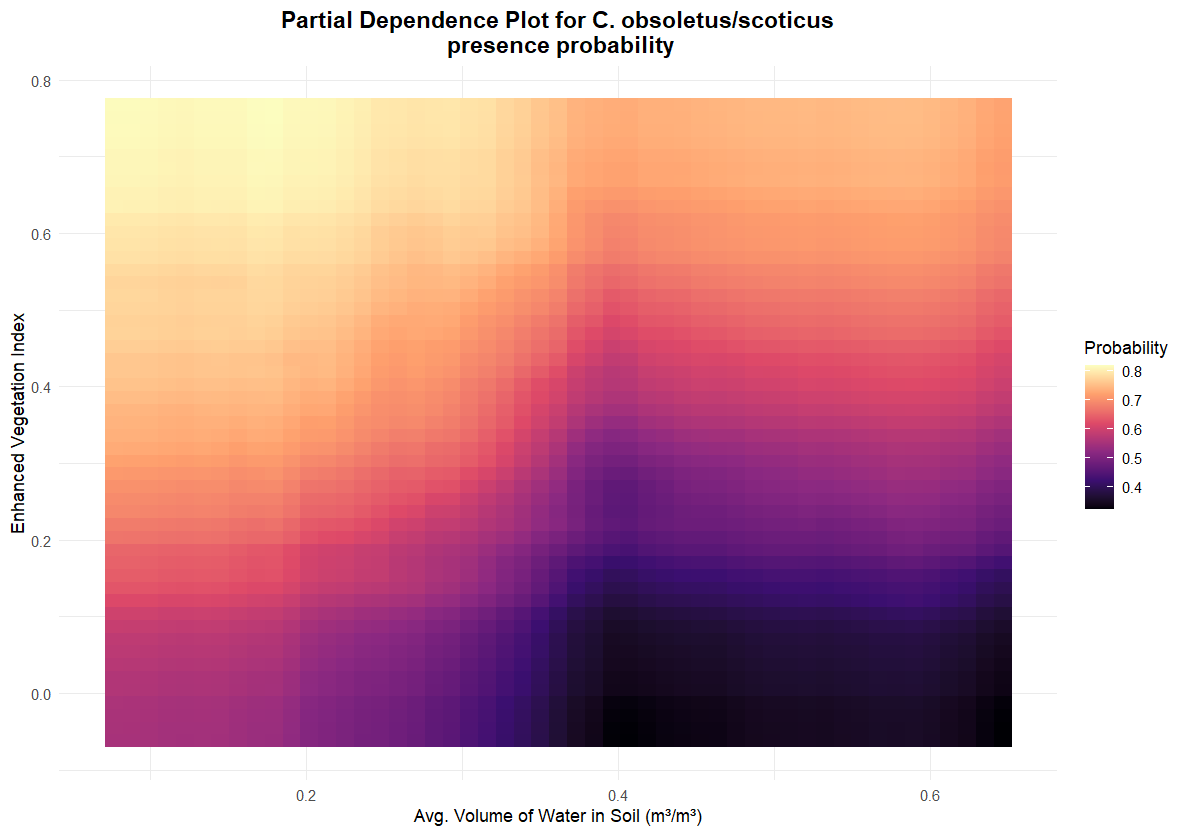 Partial Dependence Plot for C. obsoletus/scoticus
presence probability
0.8
0.6
0.4
0.2
0.0
Enhanced Vegetation Index
0.2
0.4
0.6
Avg. Volume of Water in Soil (m³/m³)
Probability
0.8
0.7
0.6
0.5
0.4